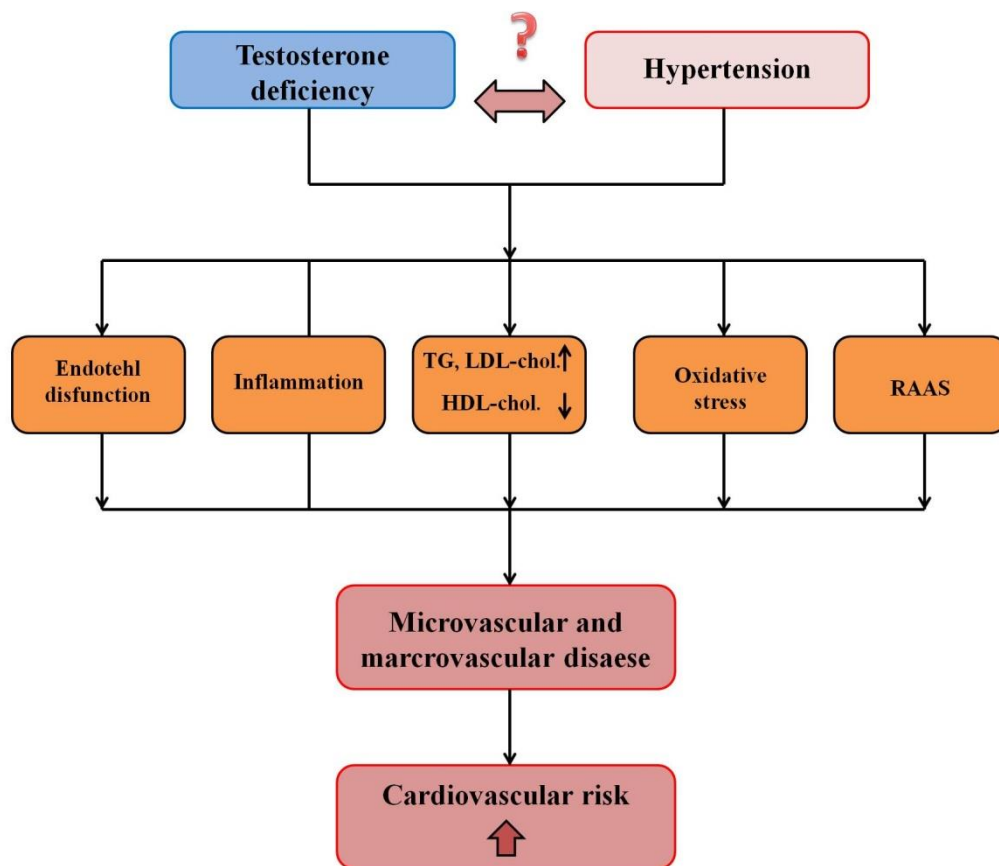 ?
Testosterone
deficiency
Hypertension
Endotehl
disfunction
Inflammation
TG, LDL-chol.↑
HDL-chol. ↓
Oxidative
stress
RAAS
Microvascular and
marcrovascular disaese
Cardiovascular risk